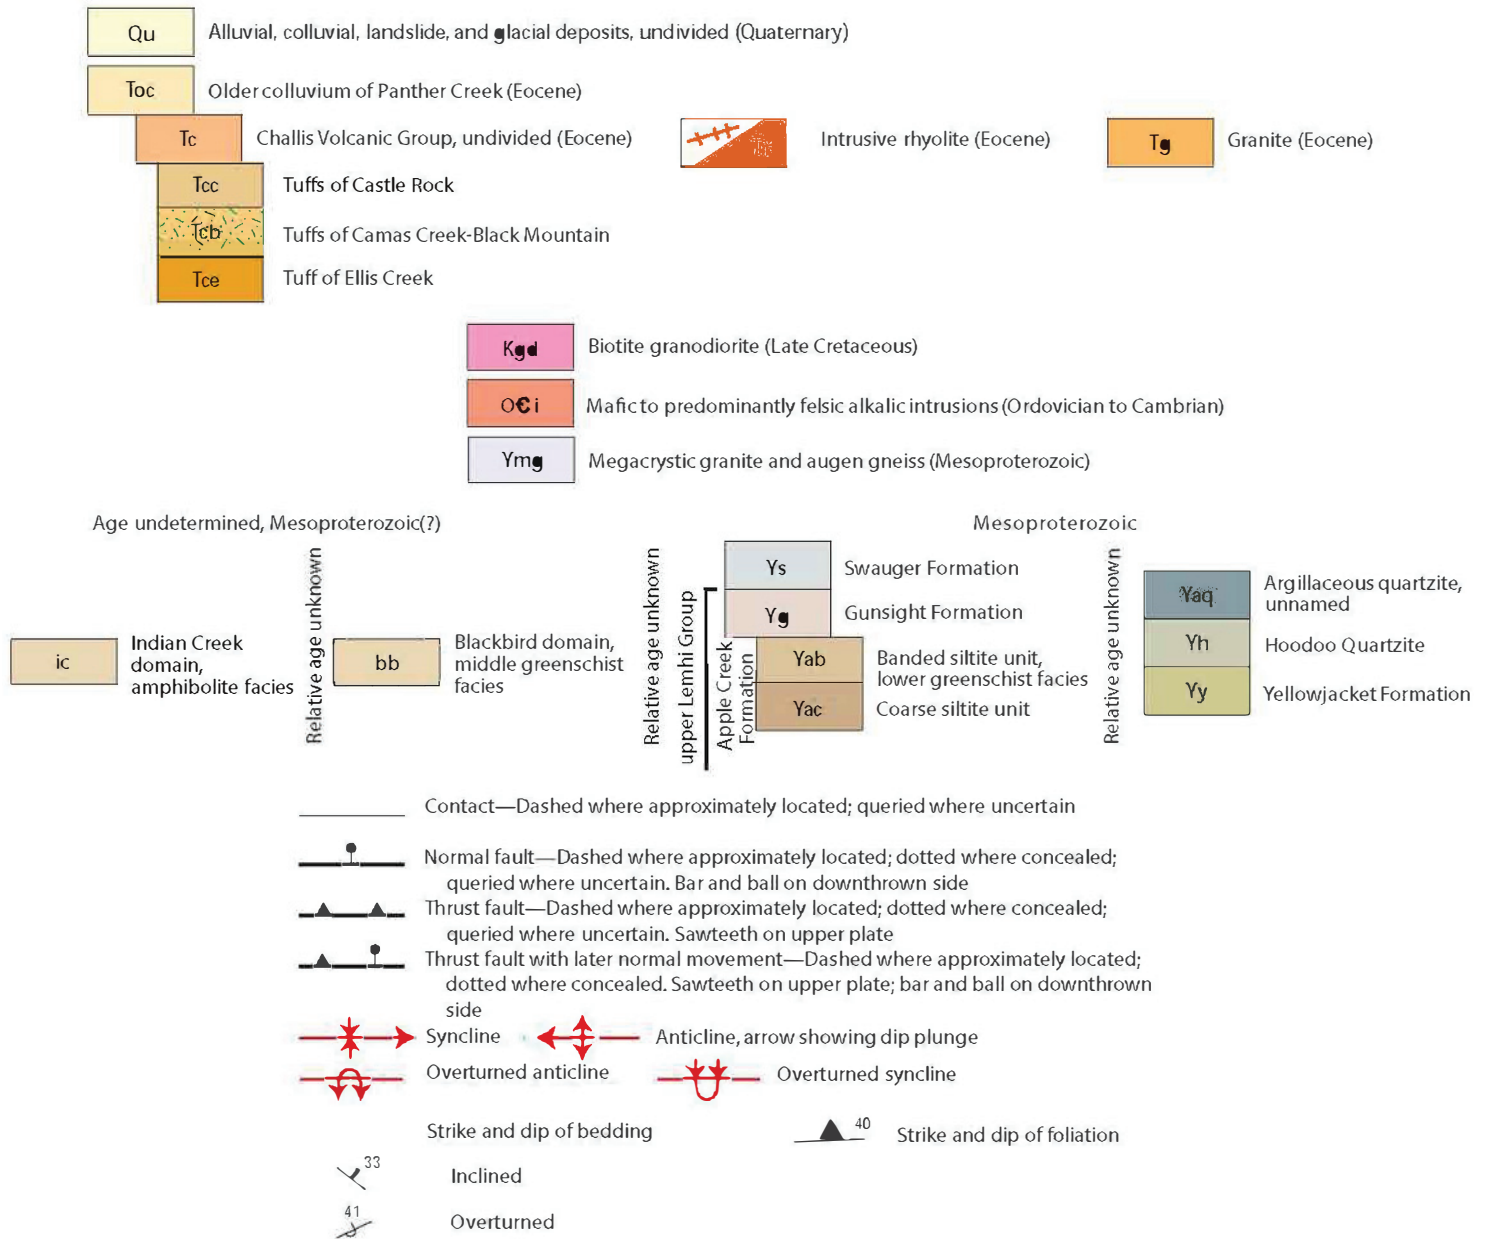 Qu Alluvial, colluvial, landslide, and glacial deposits, undivided (Quaternary)
Toc Older colluvium of Panther Creek (Eocene)
Tc Challis Volcanic Group, undivided (Eocene)
Intrusive rhyolite (Eocene)
Tg Granite (Eocene)
Tcc Tuffs of Castle Rock
Tcb Tuffs of Camas Creek-Black Mountain
Tce Tuff of Ellis Creek
Kgd Biotite granodiorite (Late Cretaceous)
O€i Mafic to predominantly felsic alkalic intrusions (Ordovician to Cambrian)
Ymg Megacrystic granite and augen gneiss (Mesoproterozoic)
Age undetermined, Mesoproterozoic(?)
Mesoproterozoic
ic
Indian Creek
domain,
amphibolite facies
Relative age unknown
bb
Blackbird domain,
middle greenschist
facies
Relative age unknown
upper Lemhi Group
Ys Swauger Formation
Yg Gunsight Formation
Apple Creek
Formation
Yab
Banded siltite unit,
lower greenschist facies
Yac Coarse siltite unit
Relative age unknown
Yaq
Argillaceous quartzite,
unnamed
Yh Hoodoo Quartzite
Yy Yellowjacket Formation
Contact—Dashed where approximately located; queried where uncertain
Normal fault—Dashed where approximately located; dotted where concealed;
queried where uncertain. Bar and ball on downthrown side
Thrust fault—Dashed where approximately located; dotted where concealed;
queried where uncertain. Sawteeth on upper plate
Thrust fault with later normal movement—Dashed where approximately located;
dotted where concealed. Sawteeth on upper plate; bar and ball on downthrown
side
Syncline
Anticline, arrow showing dip plunge
Overturned anticline
Overturned syncline
Strike and dip of bedding
40 Strike and dip of foliation
33 Inclined
41 Overturned